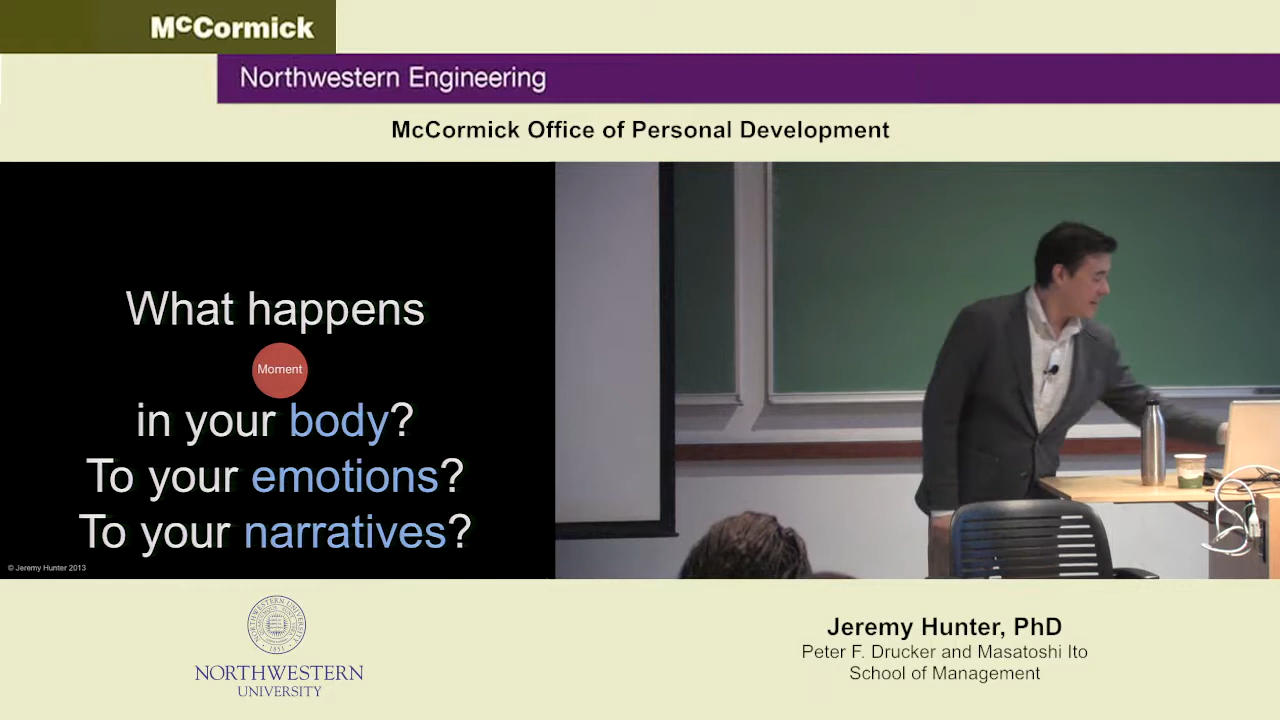 McCormick
Northwestern Engineering
McCormick Office of Personal Development
What happens
Moment
in your body?
To your emotions?
To your narratives?
© Jeremy Hunter 2013
1851
NORTHWESTERN
UNIVERSITY
Jeremy Hunter, PhD
Peter F. Drucker and Masatoshi Ito
School of Management